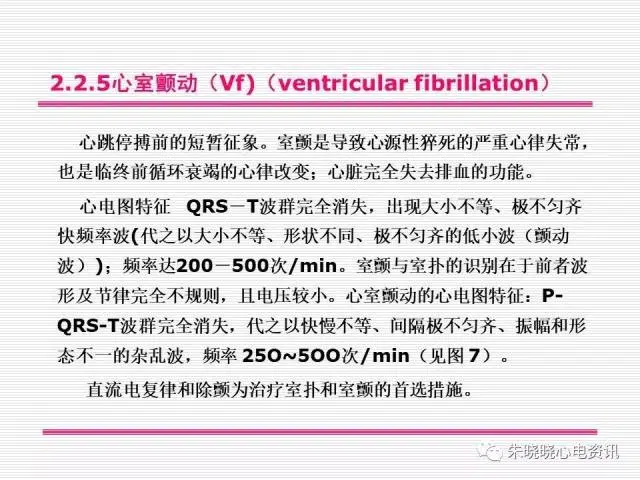 2.2.5心室颤动（Vf)（ventricular fibrillation）
心跳停搏前的短暂征象。室颤是导致心源性猝死的严重心律失常，
也是临终前循环衰竭的心律改变；心脏完全失去排血的功能。
心电图特征 QRS－T波群完全消失，出现大小不等、极不匀齐
快频率波(代之以大小不等、形状不同、极不匀齐的低小波（颤动
波）)；频率达200－500次/min。室颤与室扑的识别在于前者波
形及节律完全不规则，且电压较小。心室颤动的心电图特征：P-
QRS-T波群完全消失，代之以快慢不等、间隔极不匀齐、振幅和形
态不一的杂乱波，频率 25O~5OO次/min（见图 7）。
直流电复律和除颤为治疗室扑和室颤的首选措施。
朱晓晓心电资讯